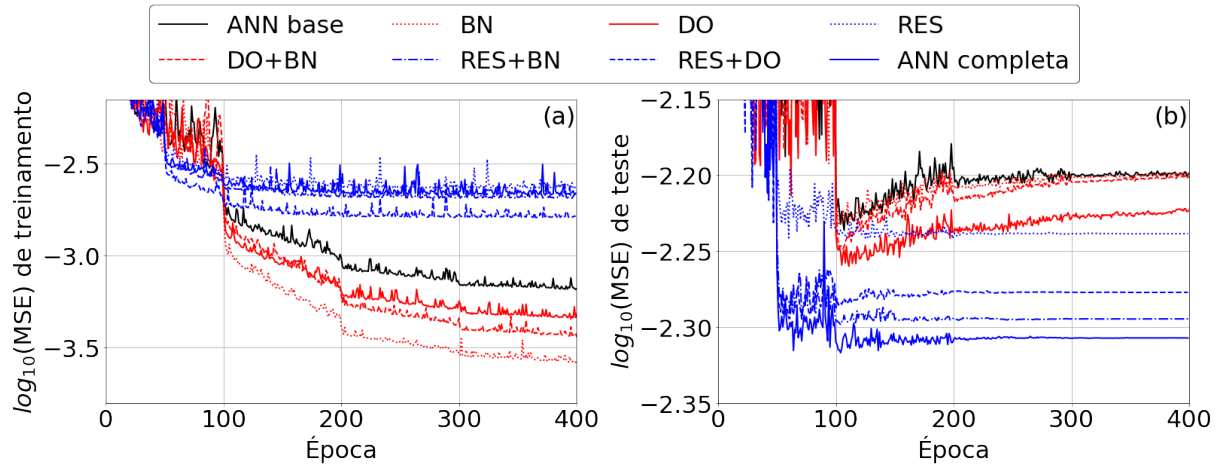 ANN base
BN
DO
RES
DO+BN
RES+BN
RES+DO
ANN completa
(a)
log₁₀(MSE) de treinamento
−2.5
−3.0
−3.5
0
100
200
300
400
Época
(b)
log₁₀(MSE) de teste
−2.15
−2.20
−2.25
−2.30
−2.35
0
100
200
300
400
Época